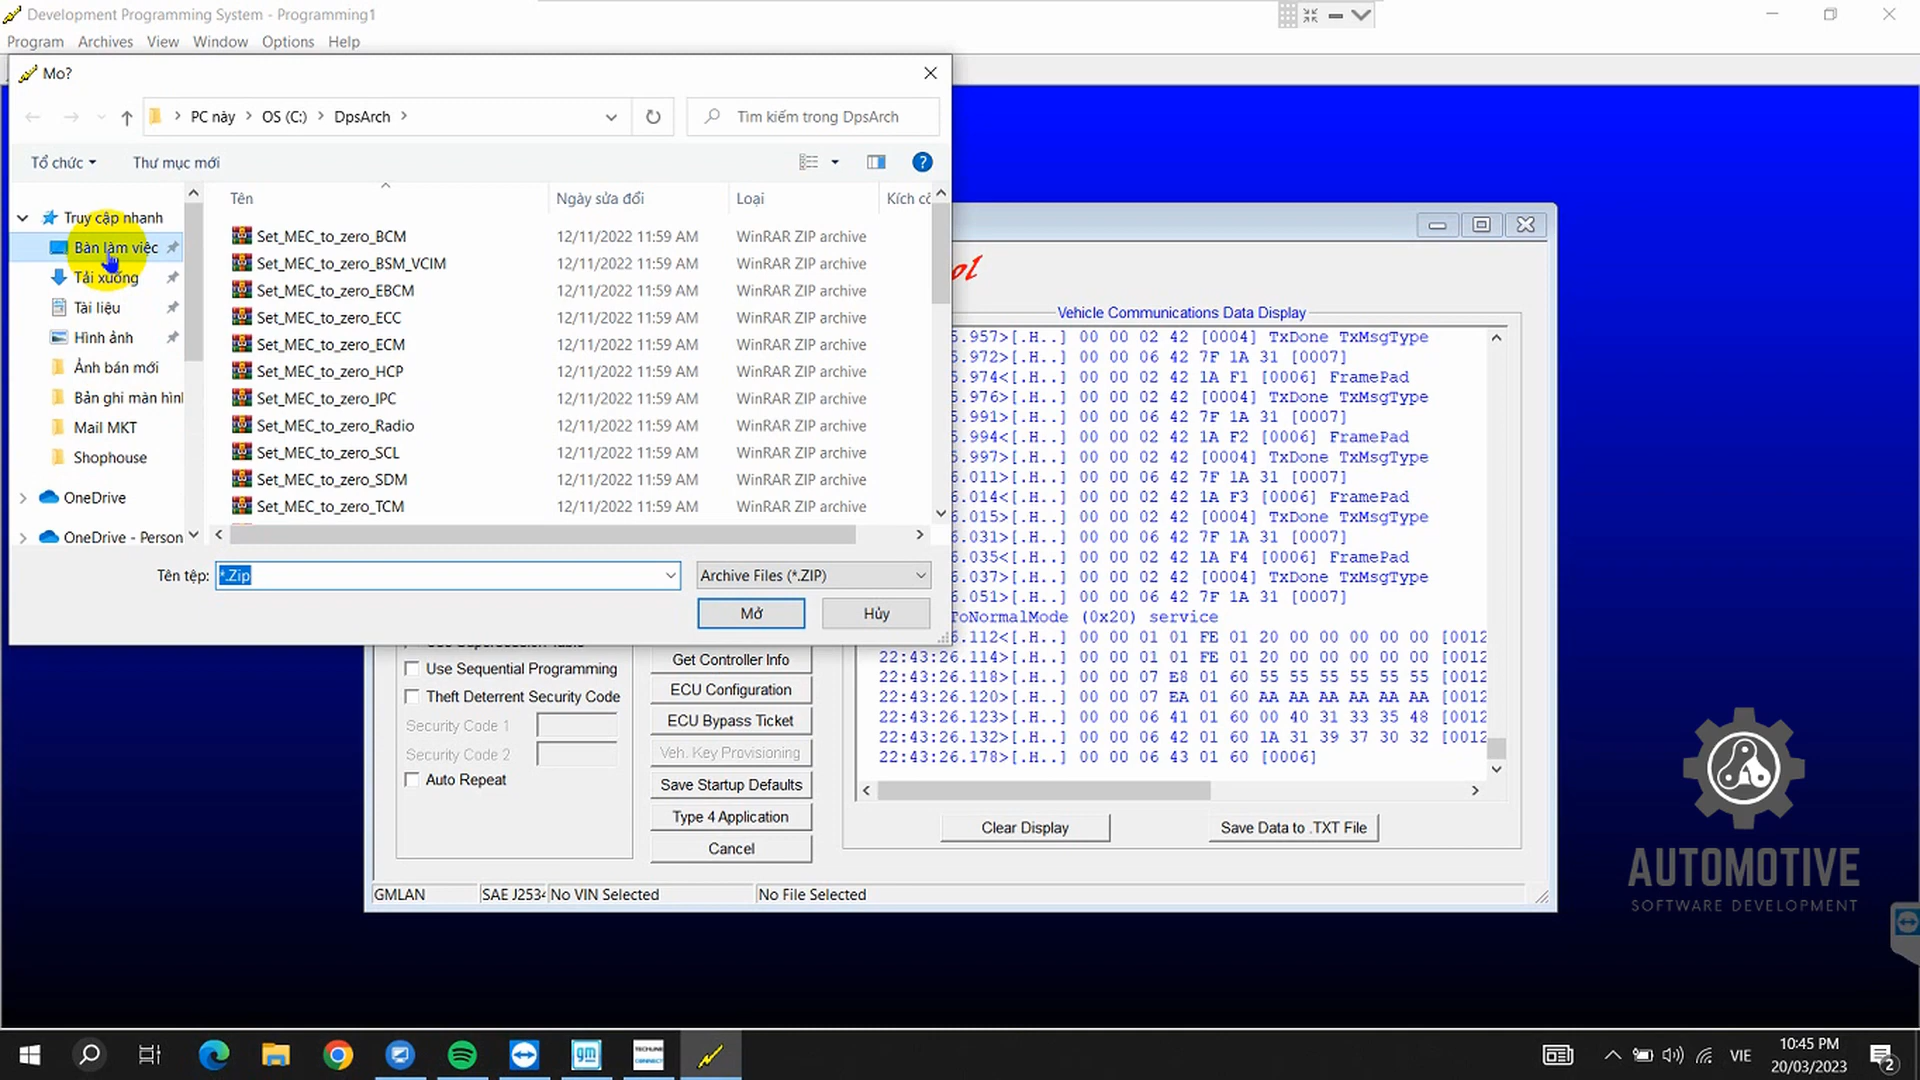 Development Programming System - Programming1
Program Archives View Window Options Help
Mo?
PC này OS (C:) DpsArch
Tìm kiếm trong DpsArch
Tổ chức Thư mục mới
Truy cập nhanh
Bàn làm việc
Tải xuống
Tài liệu
Hình ảnh
Ảnh bán mới
Bản ghi màn hìnl
Mail MKT
Shophouse
OneDrive
OneDrive - Person
Tên Ngày sửa đổi Loại Kích cỡ
Set_MEC_to_zero_BCM 12/11/2022 11:59 AM WinRAR ZIP archive
Set_MEC_to_zero_BSM_VCIM 12/11/2022 11:59 AM WinRAR ZIP archive
Set_MEC_to_zero_EBCM 12/11/2022 11:59 AM WinRAR ZIP archive
Set_MEC_to_zero_ECC 12/11/2022 11:59 AM WinRAR ZIP archive
Set_MEC_to_zero_ECM 12/11/2022 11:59 AM WinRAR ZIP archive
Set_MEC_to_zero_HCP 12/11/2022 11:59 AM WinRAR ZIP archive
Set_MEC_to_zero_IPC 12/11/2022 11:59 AM WinRAR ZIP archive
Set_MEC_to_zero_Radio 12/11/2022 11:59 AM WinRAR ZIP archive
Set_MEC_to_zero_SCL 12/11/2022 11:59 AM WinRAR ZIP archive
Set_MEC_to_zero_SDM 12/11/2022 11:59 AM WinRAR ZIP archive
Set_MEC_to_zero_TCM 12/11/2022 11:59 AM WinRAR ZIP archive
Tên tệp: *.Zip Archive Files (*.ZIP)
Mở Hủy
ol
Vehicle Communications Data Display
5.957>[.H..] 00 00 02 42 [0004] TxDone TxMsgType
5.972>[.H..] 00 00 06 42 7F 1A 31 [0007]
5.974<[.H..] 00 00 02 42 1A F1 [0006] FramePad
5.976>[.H..] 00 00 02 42 [0004] TxDone TxMsgType
5.991>[.H..] 00 00 06 42 7F 1A 31 [0007]
5.994<[.H..] 00 00 02 42 1A F2 [0006] FramePad
5.997>[.H..] 00 00 02 42 [0004] TxDone TxMsgType
6.011>[.H..] 00 00 06 42 7F 1A 31 [0007]
6.014<[.H..] 00 00 02 42 1A F3 [0006] FramePad
6.015>[.H..] 00 00 02 42 [0004] TxDone TxMsgType
6.031>[.H..] 00 00 06 42 7F 1A 31 [0007]
6.035<[.H..] 00 00 02 42 1A F4 [0006] FramePad
6.037>[.H..] 00 00 02 42 [0004] TxDone TxMsgType
6.051>[.H..] 00 00 06 42 7F 1A 31 [0007]
ToNormalMode (0x20) service
26.112<[.H..] 00 00 01 01 FE 01 20 00 00 00 00 00 [0012
22:43:26.114>[.H..] 00 00 01 01 FE 01 20 00 00 00 00 00 [0012
22:43:26.118>[.H..] 00 00 07 E8 01 60 55 55 55 55 55 55 [0012
22:43:26.120>[.H..] 00 00 07 EA 01 60 AA AA AA AA AA AA [0012
22:43:26.123>[.H..] 00 00 06 41 01 60 00 40 31 33 35 48 [0012
22:43:26.132>[.H..] 00 00 06 42 01 60 1A 31 39 37 30 32 [0012
22:43:26.178>[.H..] 00 00 06 43 01 60 [0006]
Clear Display Save Data to .TXT File
Use Sequential Programming
Theft Deterrent Security Code
Security Code 1
Security Code 2
Auto Repeat
Get Controller Info
ECU Configuration
ECU Bypass Ticket
Veh. Key Provisioning
Save Startup Defaults
Type 4 Application
Cancel
GMLAN SAE J2534 No VIN Selected No File Selected
AUTOMOTIVE
SOFTWARE DEVELOPMENT
gm
TECHLINE
CONNECT
VIE
10:45 PM
20/03/2023
2